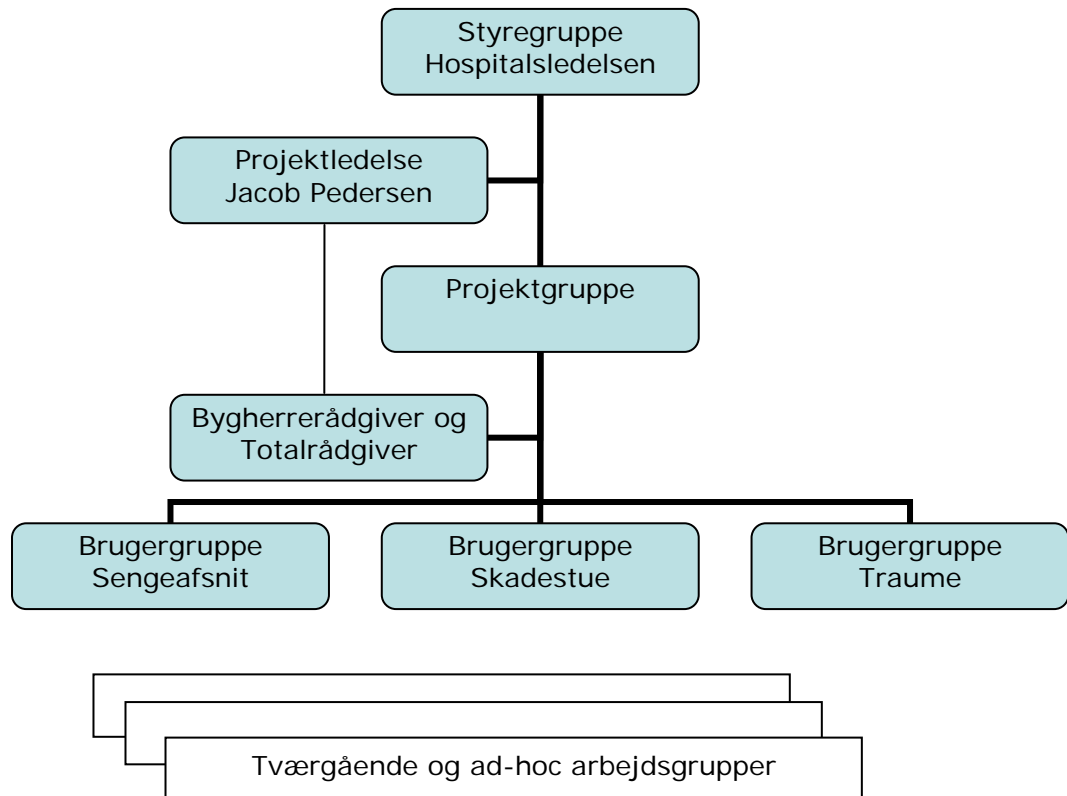 Styregruppe
Hospitalsledelsen
Projektledelse
Jacob Pedersen
Projektgruppe
Bygherrerådgiver og
Totalrådgiver
Brugergruppe
Sengeafsnit
Brugergruppe
Skadestue
Brugergruppe
Traume
Tværgående og ad-hoc arbejdsgrupper